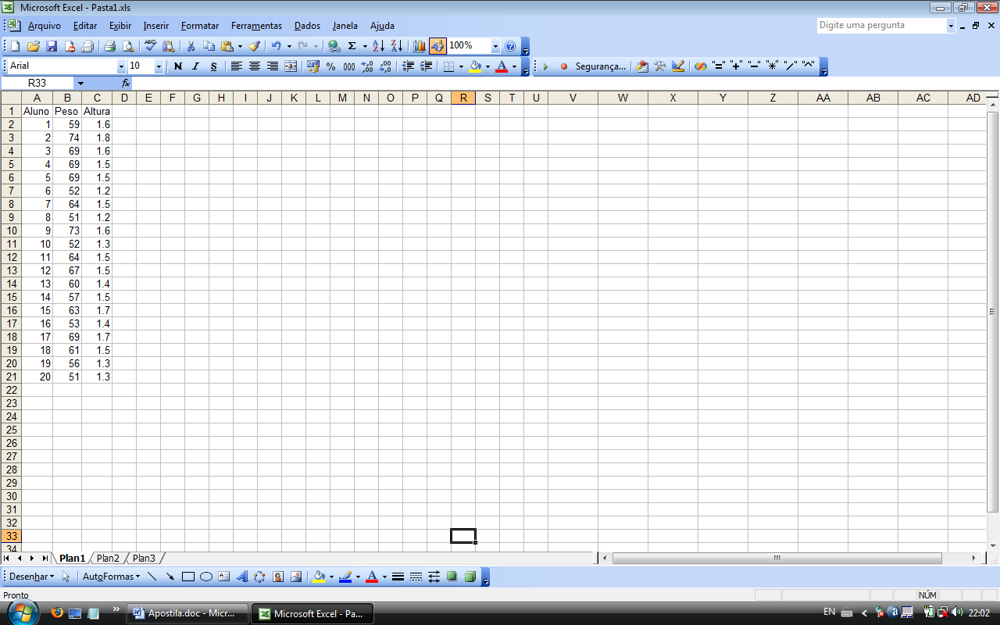 Microsoft Excel - Pasta1.xls
Arquivo Editar Exibir Inserir Formatar Ferramentas Dados Janela Ajuda Digite uma pergunta
ABC Σ A Z Z A 100%
Arial 10 N I S % 000 Segurança... "=" "+" "−" "*" "/" "^"
R33 fx
A B C D E F G H I J K L M N O P Q R S T U V W X Y Z AA AB AC AD
1 Aluno Peso Altura
2 1 59 1.6
3 2 74 1.8
4 3 69 1.6
5 4 69 1.5
6 5 69 1.5
7 6 52 1.2
8 7 64 1.5
9 8 51 1.2
10 9 73 1.6
11 10 52 1.3
12 11 64 1.5
13 12 67 1.5
14 13 60 1.4
15 14 57 1.5
16 15 63 1.7
17 16 53 1.4
18 17 69 1.7
19 18 61 1.5
20 19 56 1.3
21 20 51 1.3
22
23
24
25
26
27
28
29
30
31
32
33
34
Plan1 Plan2 Plan3
Desenhar AutoFormas A A
Pronto NÚM
» Apostila.doc - Micr... Microsoft Excel - Pa... EN 22:02